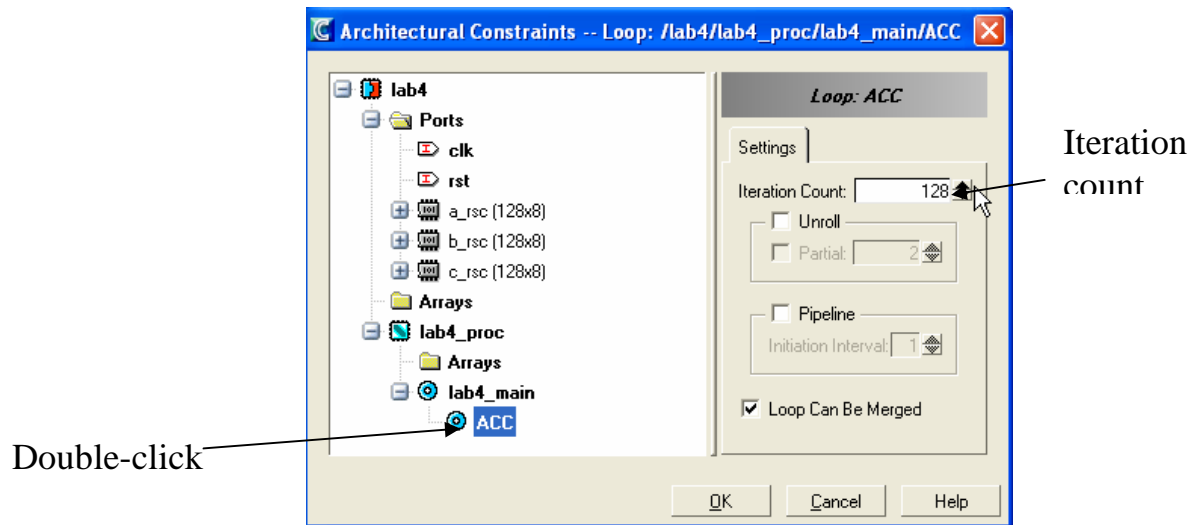 Architectural Constraints -- Loop: /lab4/lab4_proc/lab4_main/ACC
lab4
Ports
clk
rst
a_rsc (128x8)
b_rsc (128x8)
c_rsc (128x8)
Arrays
lab4_proc
Arrays
lab4_main
ACC
Double-click
Loop: ACC
Settings
Iteration Count: 128
Unroll
Partial: 2
Pipeline
Initiation Interval: 1
Loop Can Be Merged
OK Cancel Help
Iteration
count